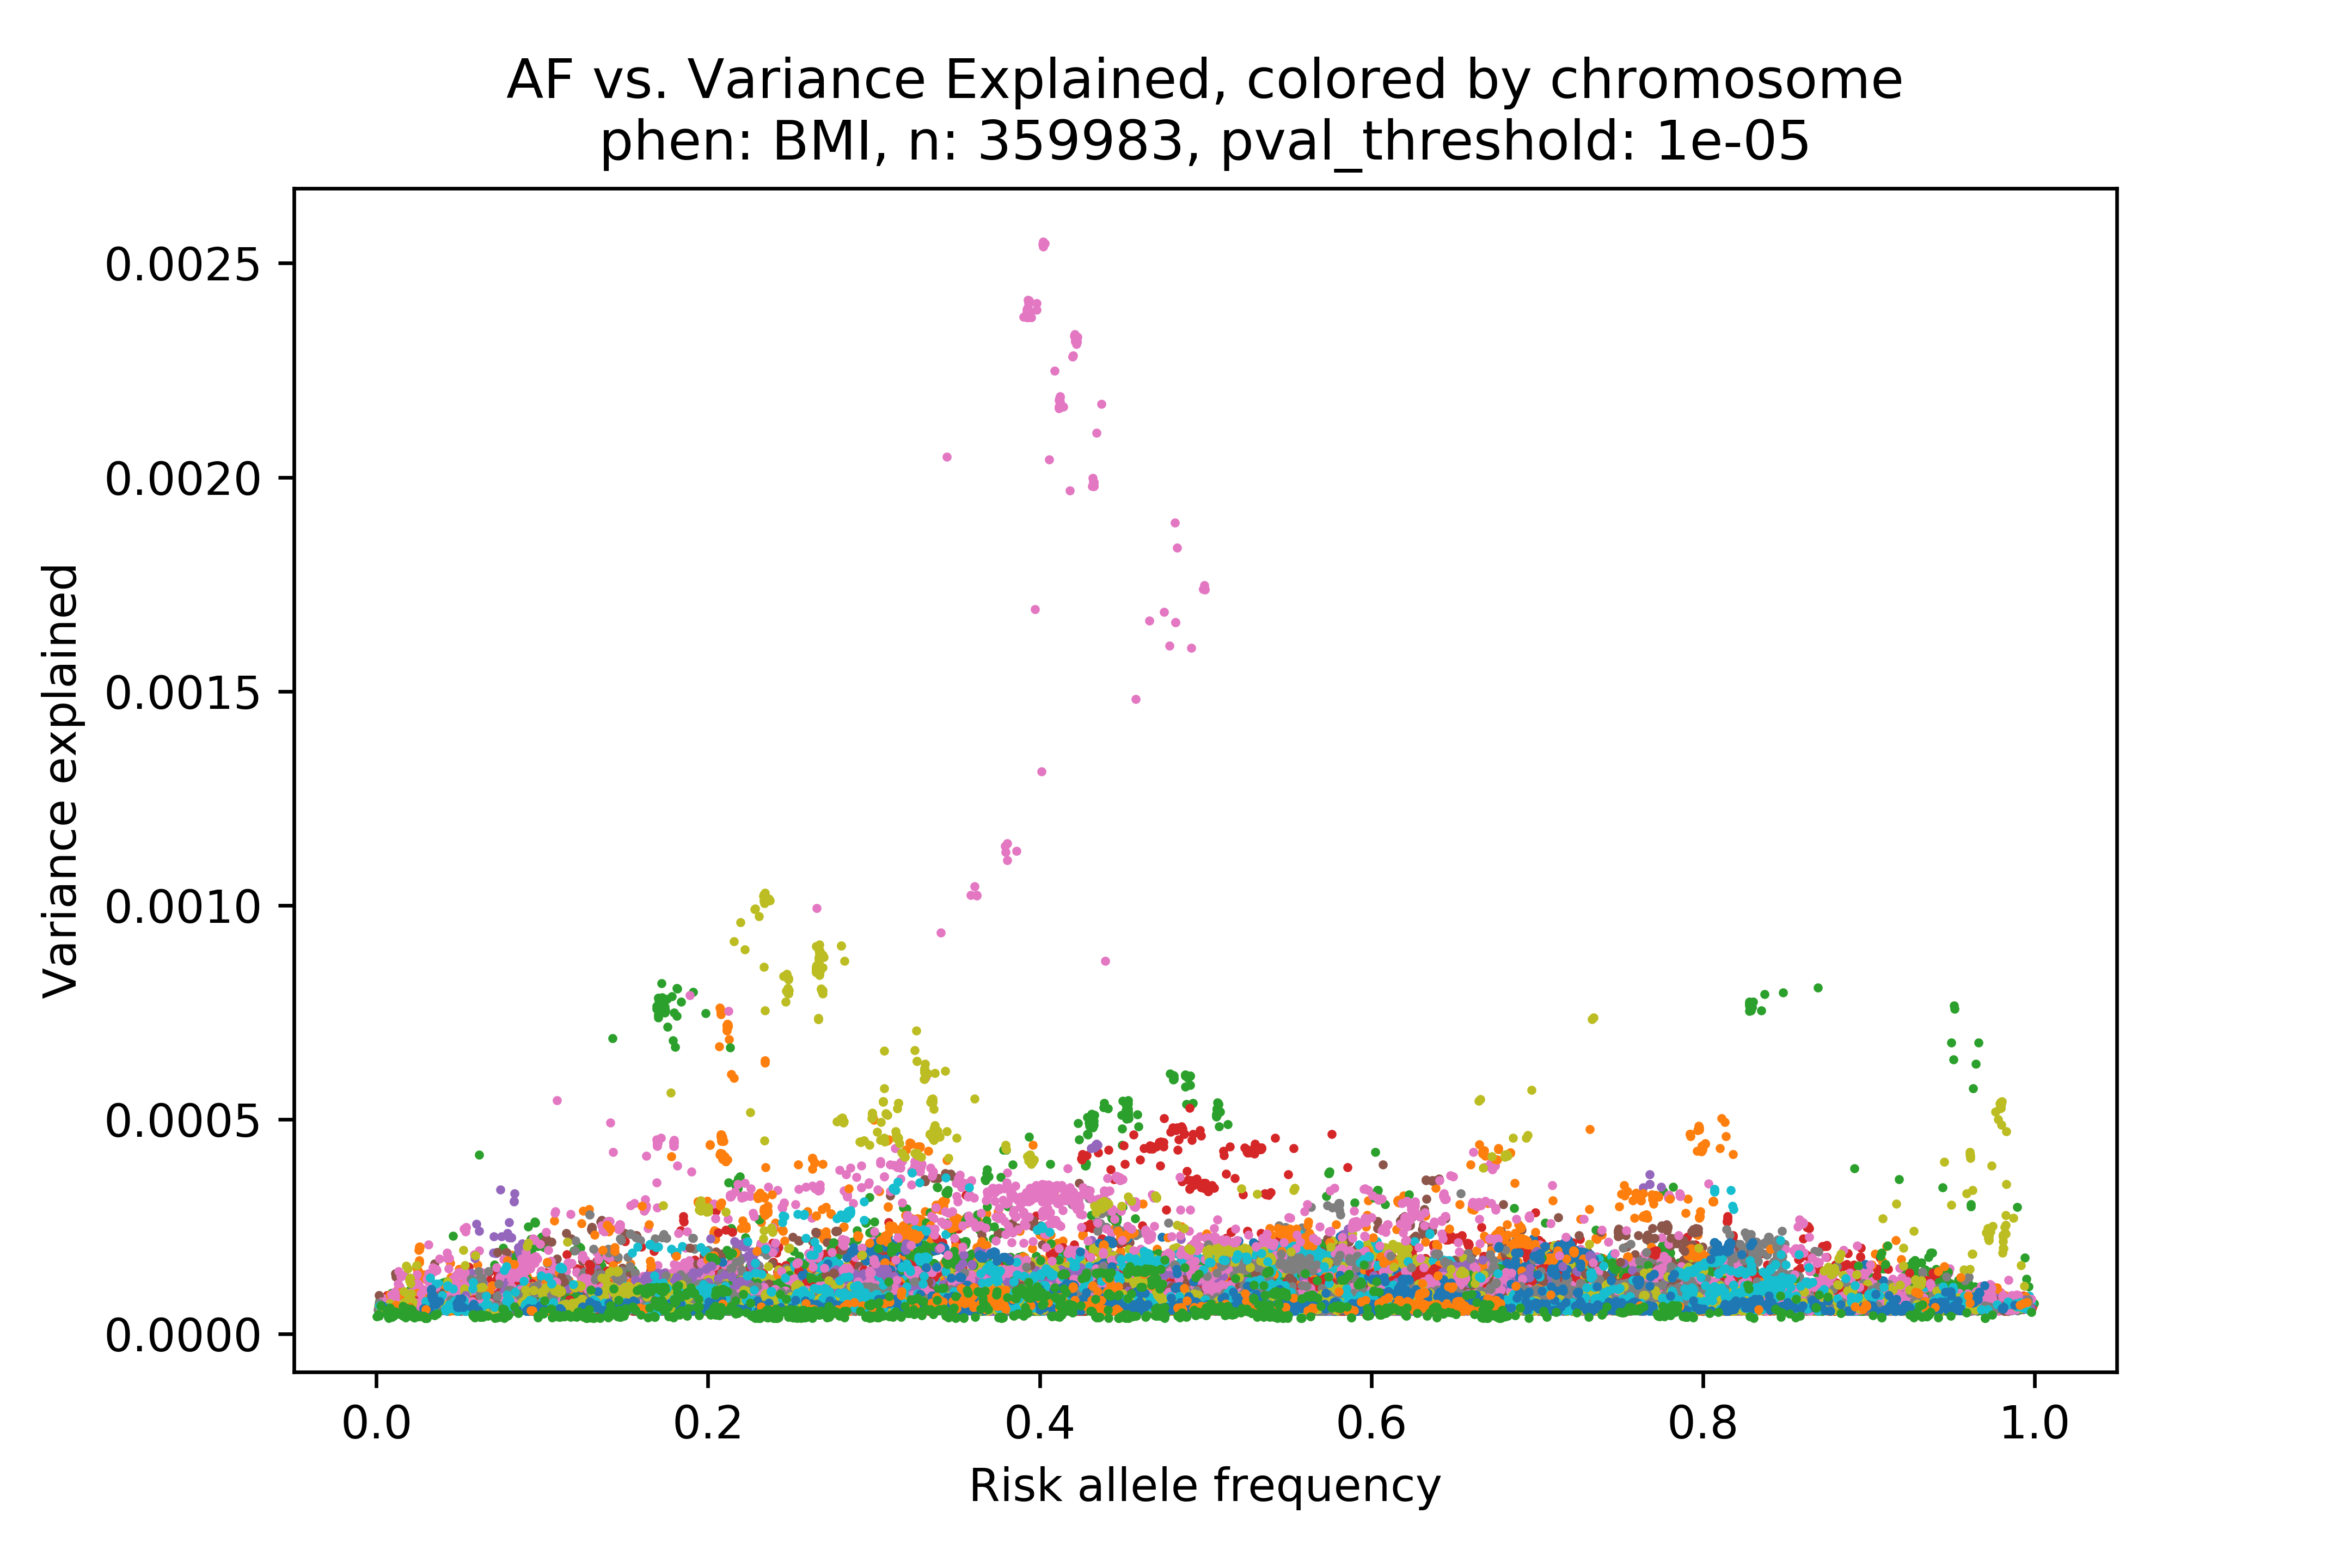 AF vs. Variance Explained, colored by chromosome
phen: BMI, n: 359983, pval_threshold: 1e-05
0.0025
0.0020
0.0015
0.0010
0.0005
0.0000
Variance explained
0.0 0.2 0.4 0.6 0.8 1.0
Risk allele frequency